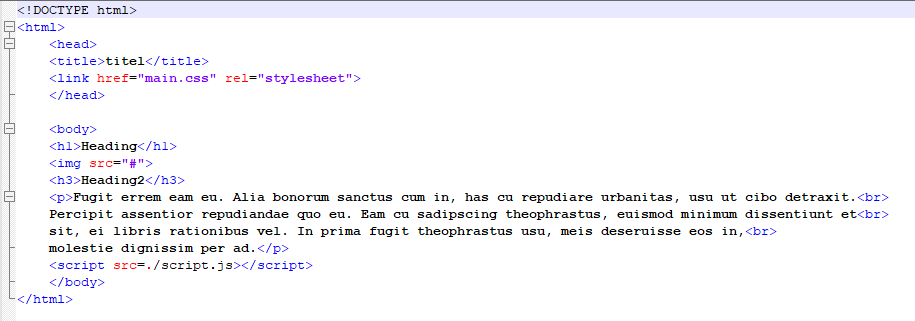 <!DOCTYPE html>
<html>
<head>
<title>titel</title>
<link href="main.css" rel="stylesheet">
</head>
<body>
<h1>Heading</h1>
<img src="#">
<h3>Heading2</h3>
<p>Fugit errem eam eu. Alia bonorum sanctus cum in, has cu repudiare urbanitas, usu ut cibo detraxit.<br>
Percipit assentior repudiandae quo eu. Eam cu sadipscing theophrastus, euismod minimum dissentiunt et<br>
sit, ei libris rationibus vel. In prima fugit theophrastus usu, meis deseruisse eos in,<br>
molestie dignissim per ad.</p>
<script src=./script.js></script>
</body>
</html>